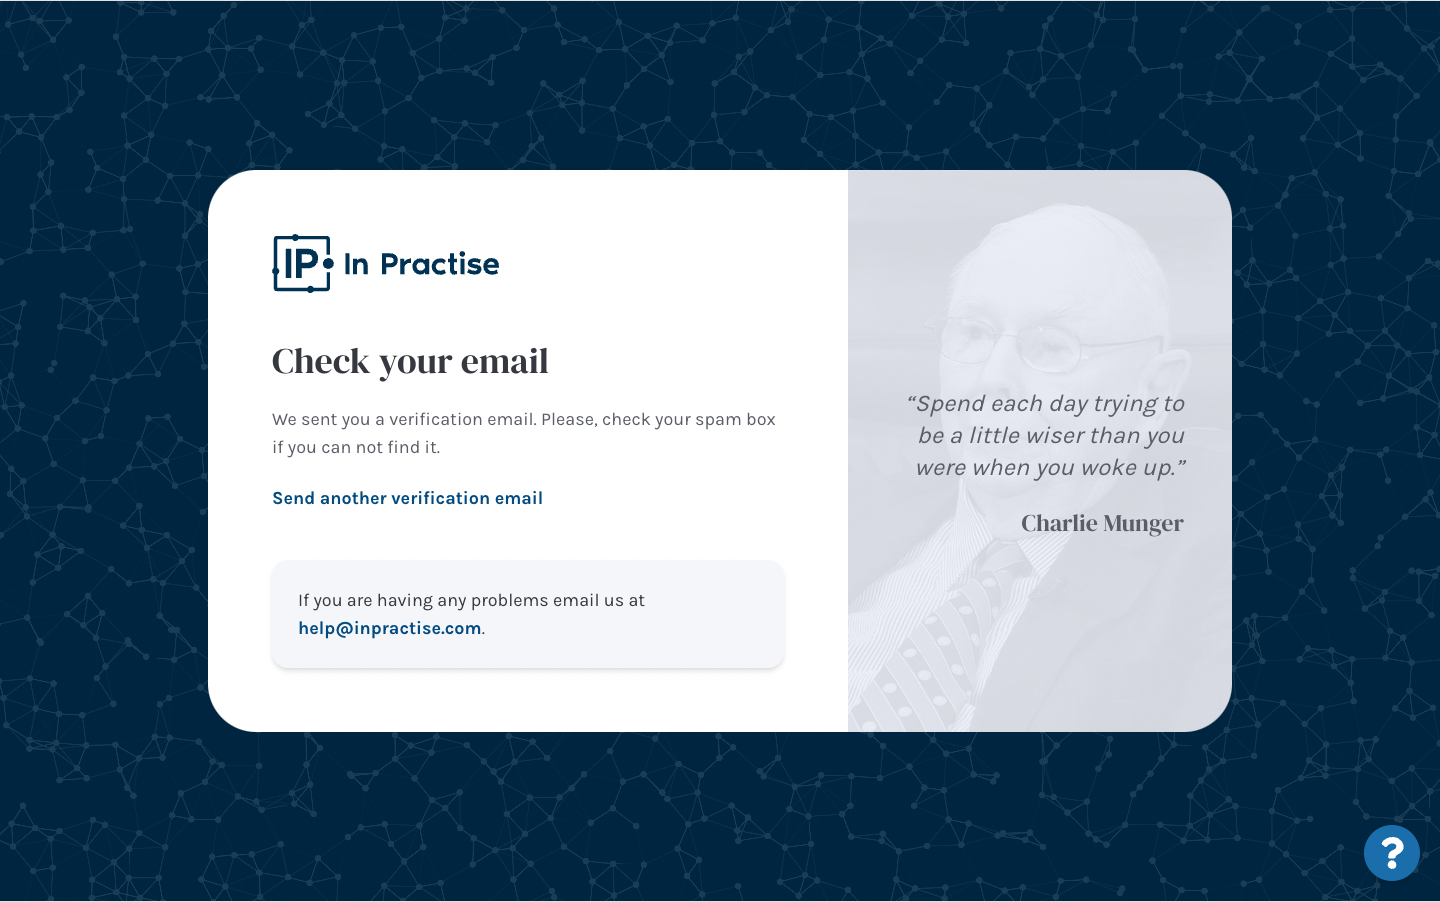 IP In Practise
Check your email
We sent you a verification email. Please, check your spam box
if you can not find it.
Send another verification email
If you are having any problems email us at
help@inpractise.com.
“Spend each day trying to
be a little wiser than you
were when you woke up.”
Charlie Munger
?